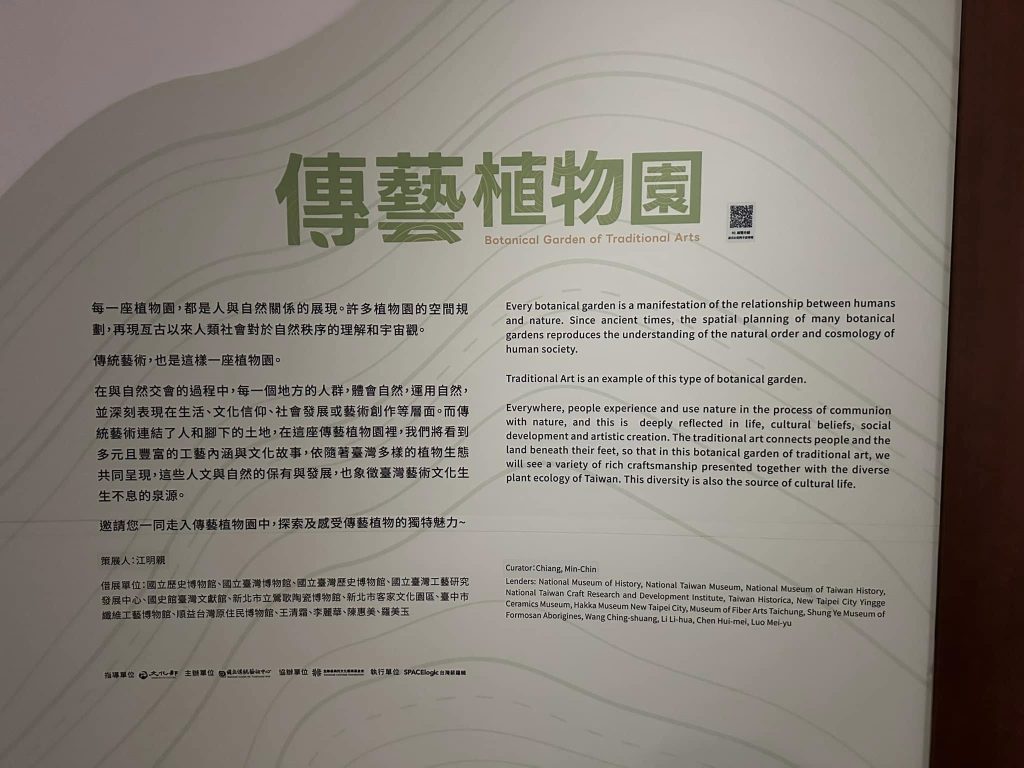 傳藝植物園
Botanical Garden of Traditional Arts
每一座植物園，都是人與自然關係的展現。許多植物園的空間規
劃，再現亙古以來人類社會對於自然秩序的理解和宇宙觀。
傳統藝術，也是這樣一座植物園。
在與自然交會的過程中，每一個地方的人群，體會自然，運用自然，
並深刻表現在生活、文化信仰、社會發展或藝術創作等層面。而傳
統藝術連結了人和腳下的土地，在這座傳藝植物園裡，我們將看到
多元且豐富的工藝內涵與文化故事，依隨著臺灣多樣的植物生態
共同呈現，這些人文與自然的保有與發展，也象徵臺灣藝術文化生
生不息的泉源。
邀請您一同走入傳藝植物園中，探索及感受傳藝植物的獨特魅力~
策展人：江明親
借展單位：國立歷史博物館、國立臺灣博物館、國立臺灣歷史博物館、國立臺灣工藝研究
發展中心、國史館臺灣文獻館、新北市立鶯歌陶瓷博物館、新北市客家文化園區、臺中市
纖維工藝博物館、順益台灣原住民博物館、王清霜、李麗華、陳惠美、羅美玉
Every botanical garden is a manifestation of the relationship between humans
and nature. Since ancient times, the spatial planning of many botanical
gardens reproduces the understanding of the natural order and cosmology of
human society.
Traditional Art is an example of this type of botanical garden.
Everywhere, people experience and use nature in the process of communion
with nature, and this is deeply reflected in life, cultural beliefs, social
development and artistic creation. The traditional art connects people and the
land beneath their feet, so that in this botanical garden of traditional art, we
will see a variety of rich craftsmanship presented together with the diverse
plant ecology of Taiwan. This diversity is also the source of cultural life.
Curator：Chiang, Min-Chin
Lenders: National Museum of History, National Taiwan Museum, National Museum of Taiwan History,
National Taiwan Craft Research and Development Institute, Taiwan Historica, New Taipei City Yingge
Ceramics Museum, Hakka Museum New Taipei City, Museum of Fiber Arts Taichung, Shung Ye Museum of
Formosan Aborigines, Wang Ching-shuang, Li Li-hua, Chen Hui-mei, Luo Mei-yu
指導單位 文化部 主辦單位 國立傳統藝術中心 協辦單位 執行單位 SPACElogic